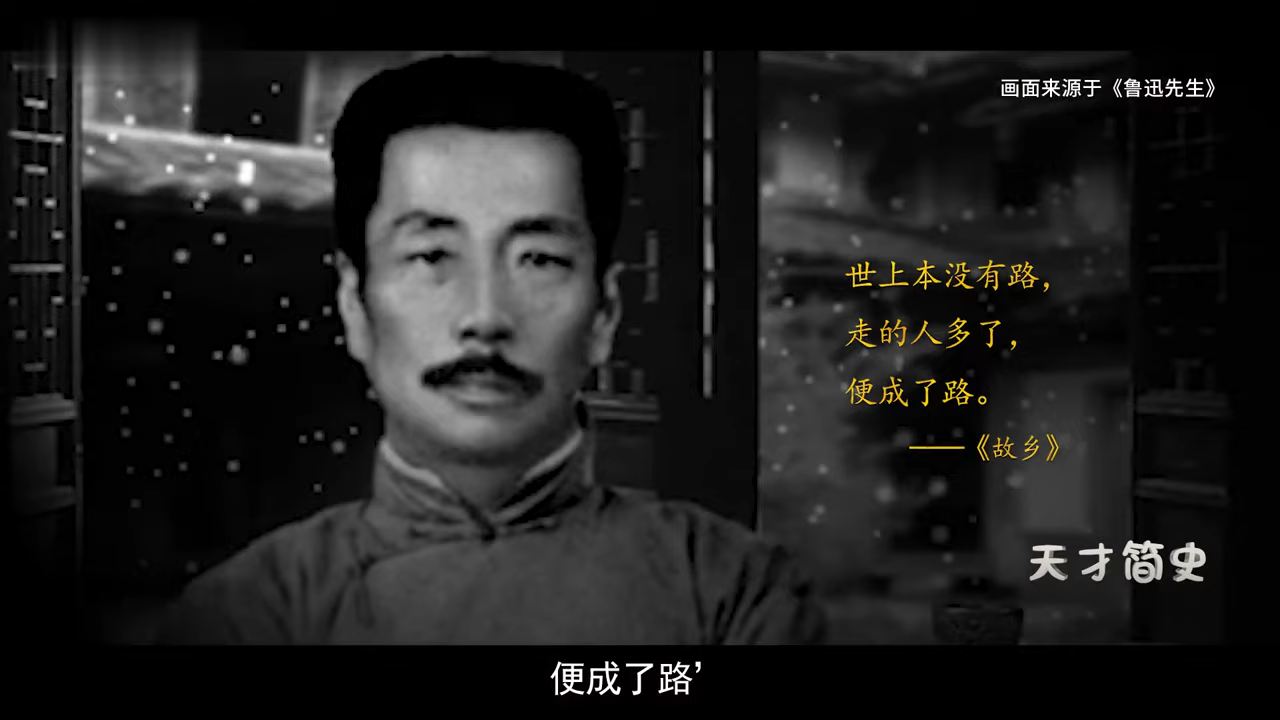 画面来源于《鲁迅先生》
世上本没有路，
走的人多了，
便成了路。
——《故乡》
天才简史
便成了路’